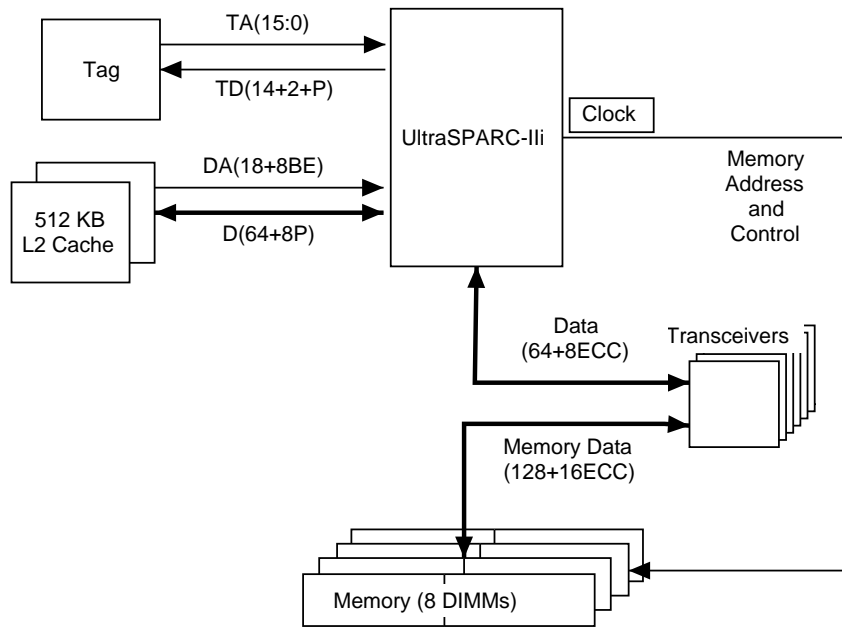 TA(15:0)
Tag
TD(14+2+P)
UltraSPARC-IIi
Clock
DA(18+8BE)
Memory
Address
and
Control
512 KB
L2 Cache
D(64+8P)
Data
(64+8ECC)
Transceivers
Memory Data
(128+16ECC)
Memory (8 DIMMs)